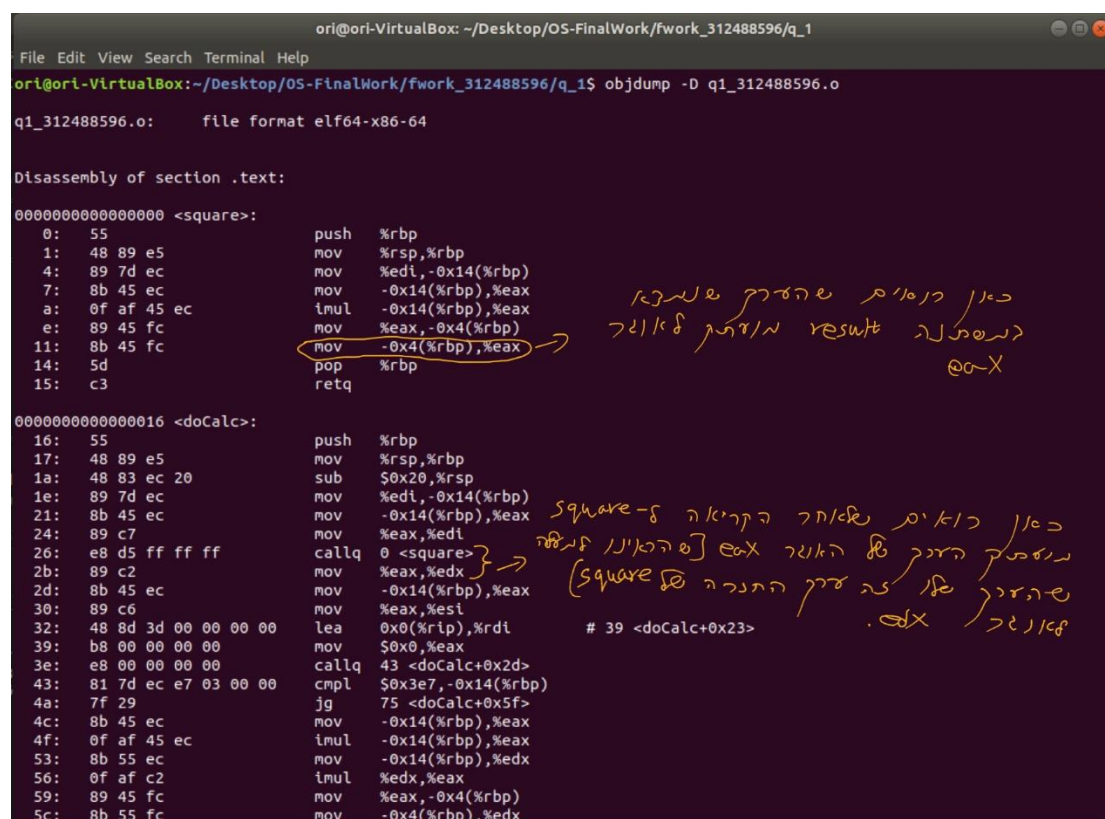 ori@ori-VirtualBox: ~/Desktop/OS-FinalWork/fwork_312488596/q_1
File Edit View Search Terminal Help
ori@ori-VirtualBox:~/Desktop/OS-FinalWork/fwork_312488596/q_1$ objdump -D q1_312488596.o
q1_312488596.o:     file format elf64-x86-64
Disassembly of section .text:
0000000000000000 <square>:
0:   55                      push   %rbp
1:   48 89 e5                mov    %rsp,%rbp
4:   89 7d ec                mov    %edi,-0x14(%rbp)
7:   8b 45 ec                mov    -0x14(%rbp),%eax
a:   0f af 45 ec             imul   -0x14(%rbp),%eax
e:   89 45 fc                mov    %eax,-0x4(%rbp)
11:   8b 45 fc                mov    -0x4(%rbp),%eax
14:   5d                      pop    %rbp
15:   c3                      retq
כאן רואים שהערך שנמצא
במשתנה result מועתק לאוגר
eax
0000000000000016 <doCalc>:
16:   55                      push   %rbp
17:   48 89 e5                mov    %rsp,%rbp
1a:   48 83 ec 20             sub    $0x20,%rsp
1e:   89 7d ec                mov    %edi,-0x14(%rbp)
21:   8b 45 ec                mov    -0x14(%rbp),%eax
24:   89 c7                   mov    %eax,%edi
26:   e8 d5 ff ff ff          callq  0 <square>
2b:   89 c2                   mov    %eax,%edx
2d:   8b 45 ec                mov    -0x14(%rbp),%eax
30:   89 c6                   mov    %eax,%esi
32:   48 8d 3d 00 00 00 00    lea    0x0(%rip),%rdi        # 39 <doCalc+0x23>
39:   b8 00 00 00 00          mov    $0x0,%eax
3e:   e8 00 00 00 00          callq  43 <doCalc+0x2d>
43:   81 7d ec e7 03 00 00    cmpl   $0x3e7,-0x14(%rbp)
4a:   7f 29                   jg     75 <doCalc+0x5f>
4c:   8b 45 ec                mov    -0x14(%rbp),%eax
4f:   0f af 45 ec             imul   -0x14(%rbp),%eax
53:   8b 55 ec                mov    -0x14(%rbp),%edx
56:   0f af c2                imul   %edx,%eax
59:   89 45 fc                mov    %eax,-0x4(%rbp)
5c:   8b 55 fc                mov    -0x4(%rbp),%edx
כאן רואים שלאחר הקריאה ל-square
מועתק הערך של האוגר eax [שהראינו למעלה
שהערך שלו זה ערך החזרה של square)
לאוגר edx.